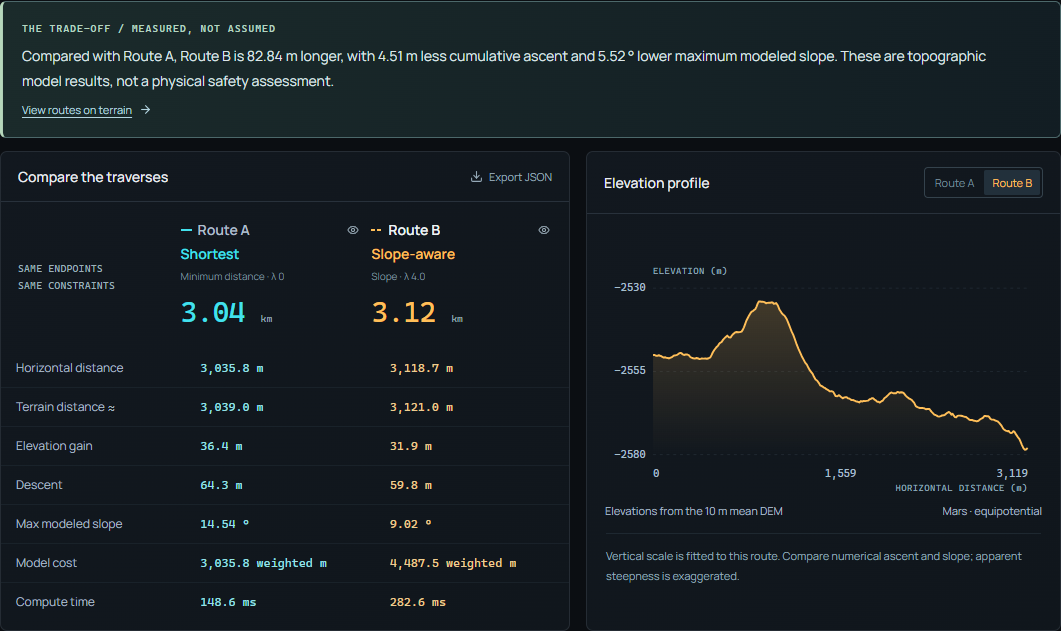 THE TRADE-OFF / MEASURED, NOT ASSUMED
Compared with Route A, Route B is 82.84 m longer, with 4.51 m less cumulative ascent and 5.52° lower maximum modeled slope. These are topographic
model results, not a physical safety assessment.
View routes on terrain →
Compare the traverses
Export JSON
SAME ENDPOINTS
SAME CONSTRAINTS
Route A
Shortest
Minimum distance · λ 0
3.04 km
Route B
Slope-aware
Slope · λ 4.0
3.12 km
Horizontal distance 3,035.8 m 3,118.7 m
Terrain distance ≈ 3,039.0 m 3,121.0 m
Elevation gain 36.4 m 31.9 m
Descent 64.3 m 59.8 m
Max modeled slope 14.54 ° 9.02 °
Model cost 3,035.8 weighted m 4,487.5 weighted m
Compute time 148.6 ms 282.6 ms
Elevation profile
Route A Route B
ELEVATION (m)
−2530
−2555
−2580
0 1,559 3,119
HORIZONTAL DISTANCE (m)
Elevations from the 10 m mean DEM
Mars · equipotential
Vertical scale is fitted to this route. Compare numerical ascent and slope; apparent
steepness is exaggerated.